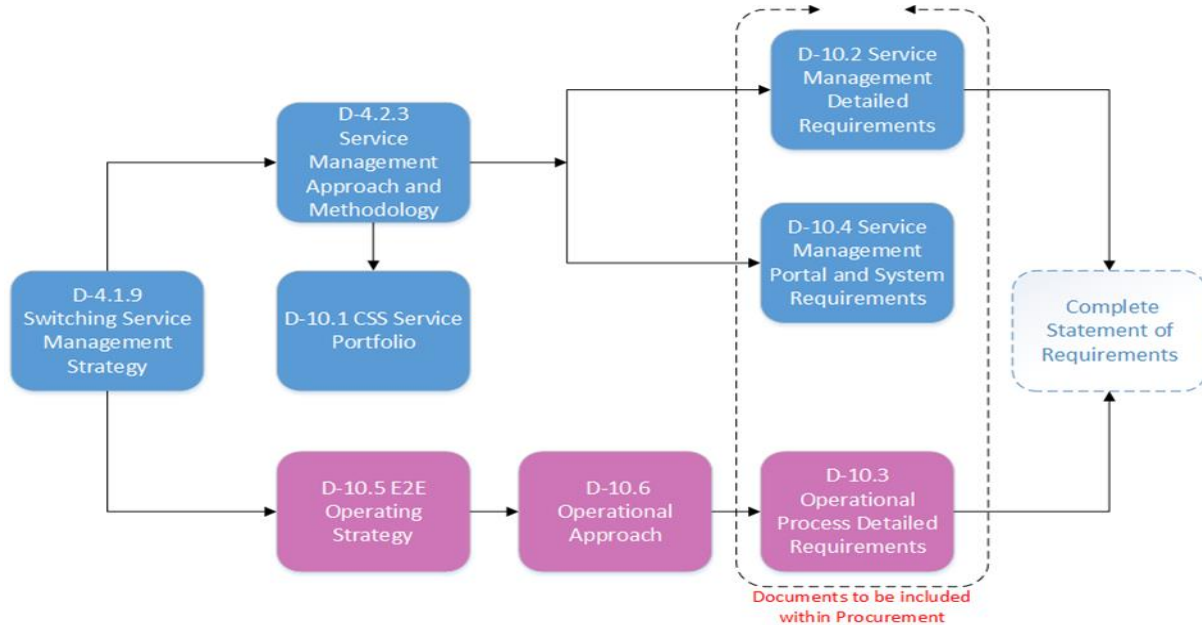 D-10.2 Service
Management
Detailed
Requirements
D-4.2.3
Service
Management
Approach and
Methodology
D-10.4 Service
Management
Portal and System
Requirements
D-4.1.9
Switching Service
Management
Strategy
D-10.1 CSS Service
Portfolio
Complete
Statement of
Requirements
D-10.5 E2E
Operating
Strategy
D-10.6
Operational
Approach
D-10.3
Operational
Process Detailed
Requirements
Documents to be included
within Procurement